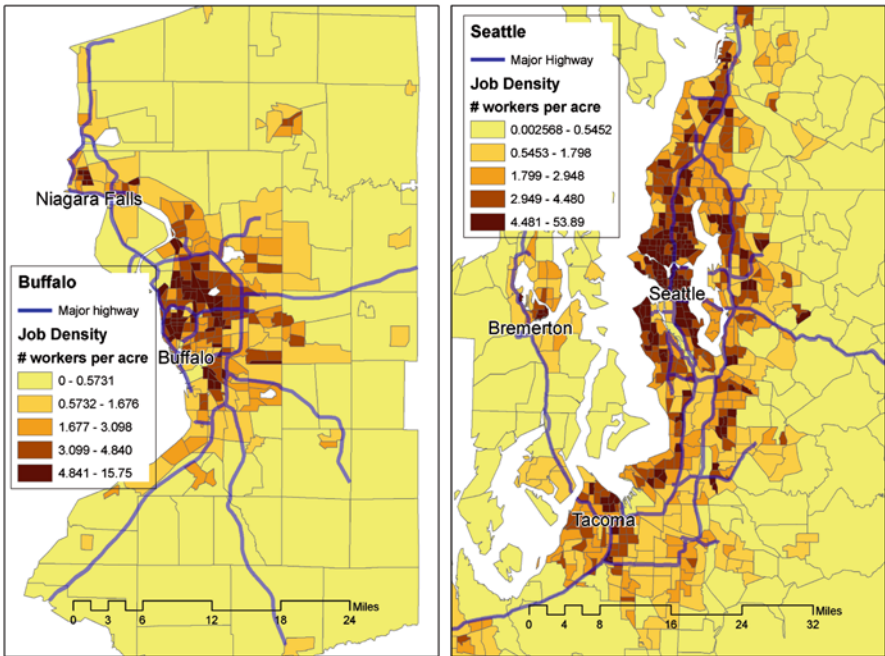 Niagara Falls
Buffalo
Major highway
Job Density
# workers per acre
0 - 0.5731
0.5732 - 1.676
1.677 - 3.098
3.099 - 4.840
4.841 - 15.75
Buffalo
Miles
0 3 6 12 18 24
Seattle
Major Highway
Job Density
# workers per acre
0.002568 - 0.5452
0.5453 - 1.798
1.799 - 2.948
2.949 - 4.480
4.481 - 53.89
Seattle
Bremerton
Tacoma
Miles
0 4 8 16 24 32